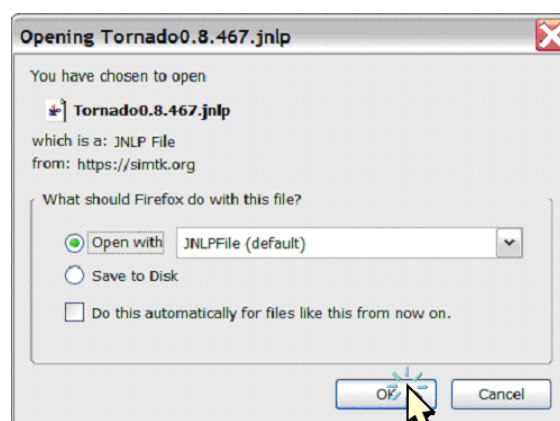 Opening Tornado0.8.467.jnlp
You have chosen to open
Tornado0.8.467.jnlp
which is a: JNLP File
from: https://simtk.org
What should Firefox do with this file?
Open with JNLPFile (default)
Save to Disk
Do this automatically for files like this from now on.
OK Cancel